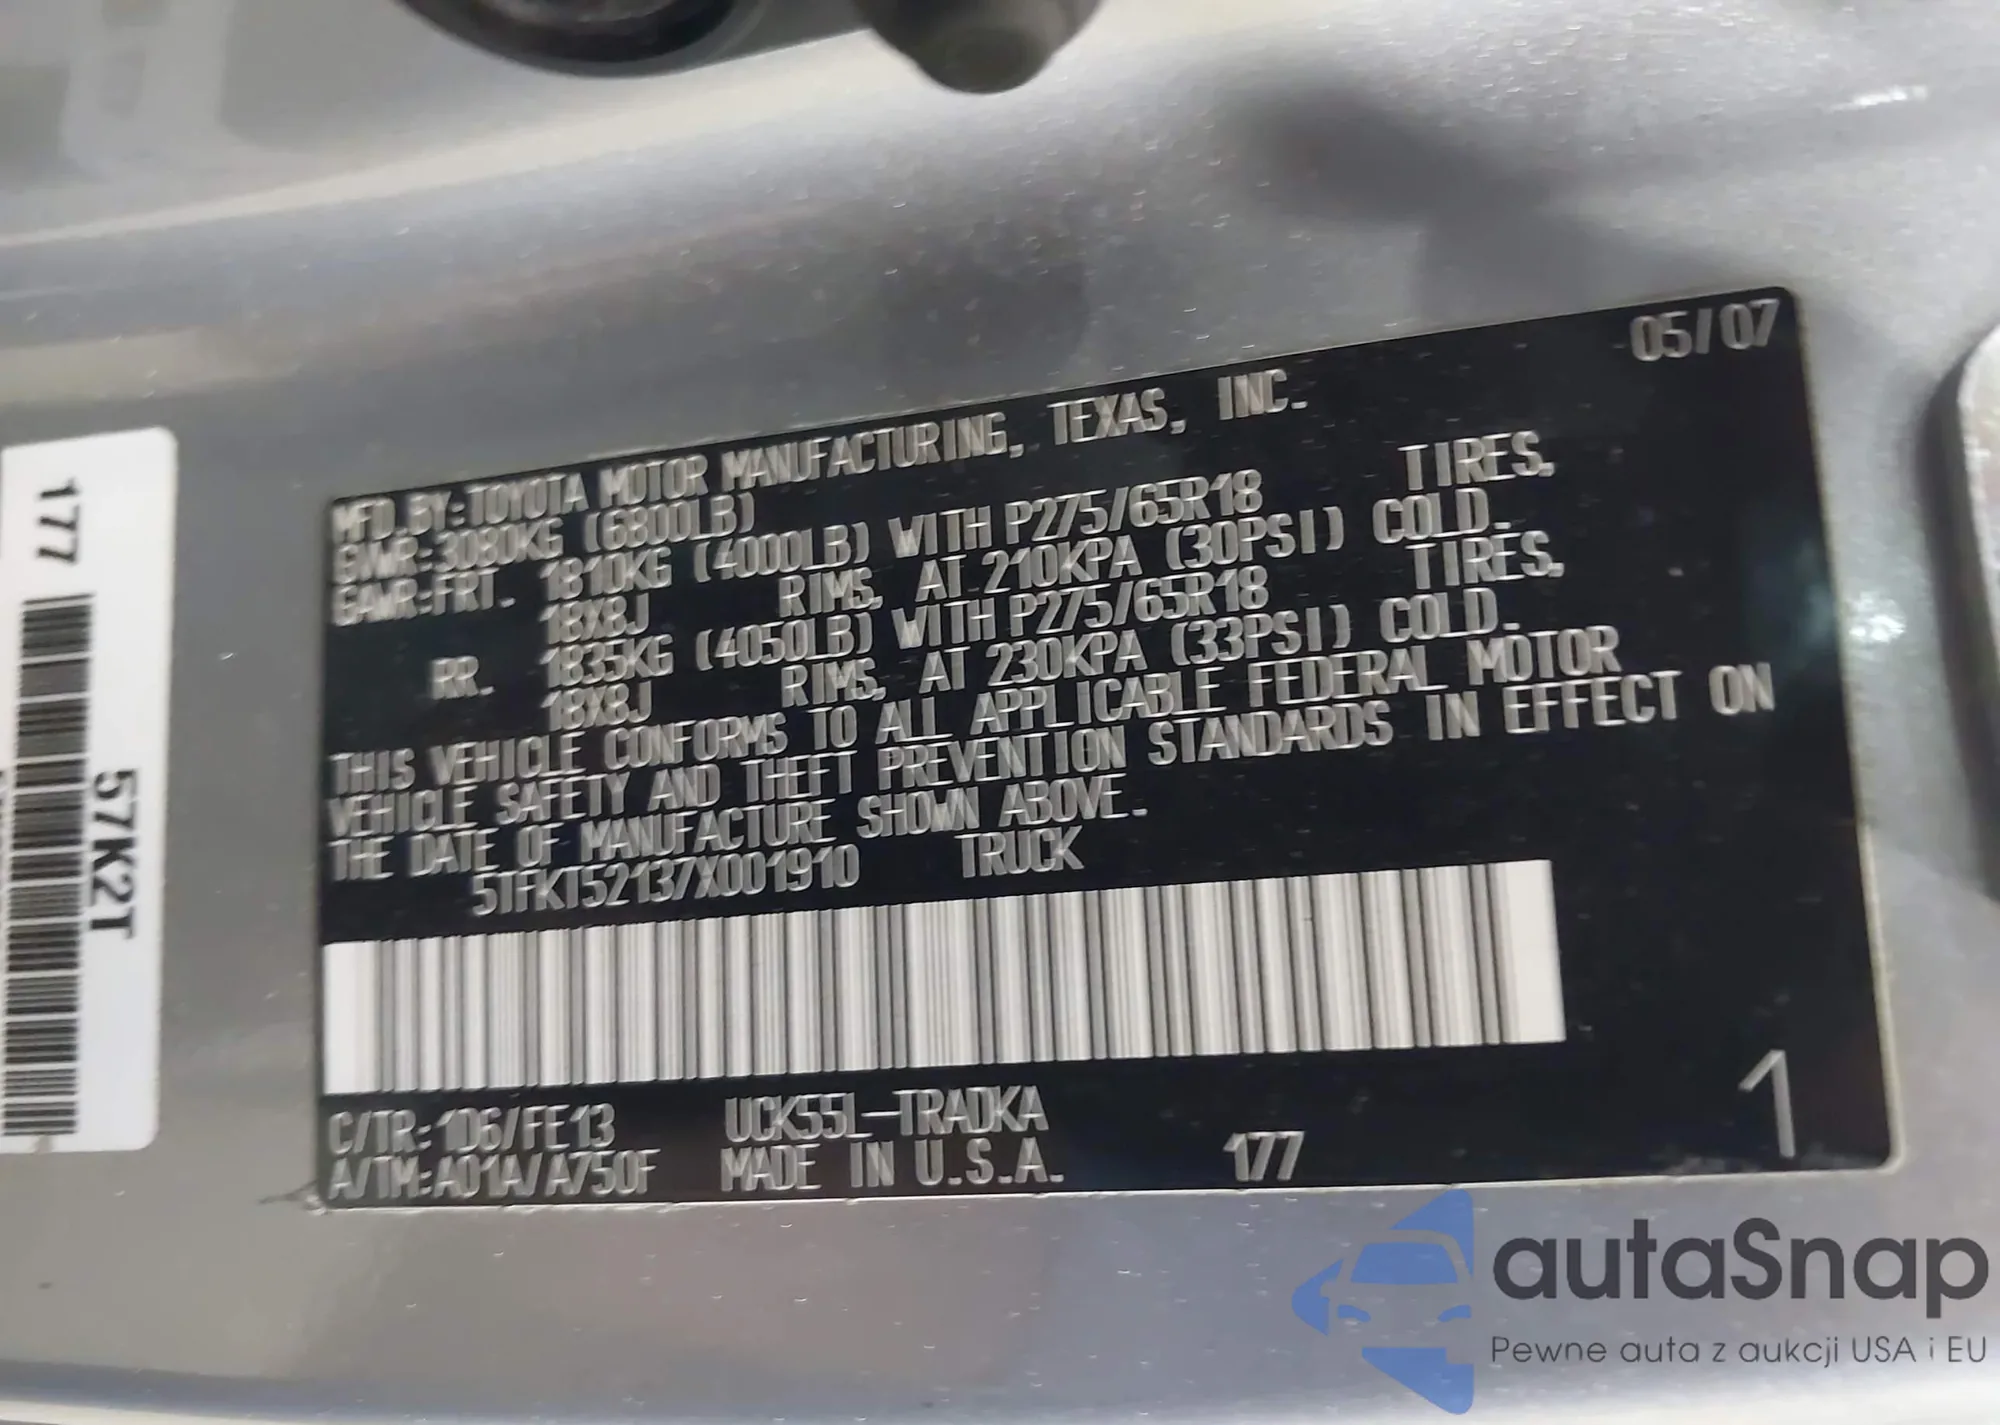 05/07
MFD. BY: TOYOTA MOTOR MANUFACTURING, TEXAS, INC.
GVWR: 3080KG (6800LB)
GAWR: FRT. 1810KG (4000LB) WITH P275/65R18 TIRES,
18X8J RIMS, AT 210KPA (30PSI) COLD.
RR. 1835KG (4050LB) WITH P275/65R18 TIRES,
18X8J RIMS, AT 230KPA (33PSI) COLD.
THIS VEHICLE CONFORMS TO ALL APPLICABLE FEDERAL MOTOR
VEHICLE SAFETY AND THEFT PREVENTION STANDARDS IN EFFECT ON
THE DATE OF MANUFACTURE SHOWN ABOVE.
5TFKT52137X001910 TRUCK
C/TR: 1D6/FE13 UCK55L-TRADKA
A/TM: A01A/A750F MADE IN U.S.A. 177
1
177
57K2T
autaSnap
Pewne auta z aukcji USA i EU